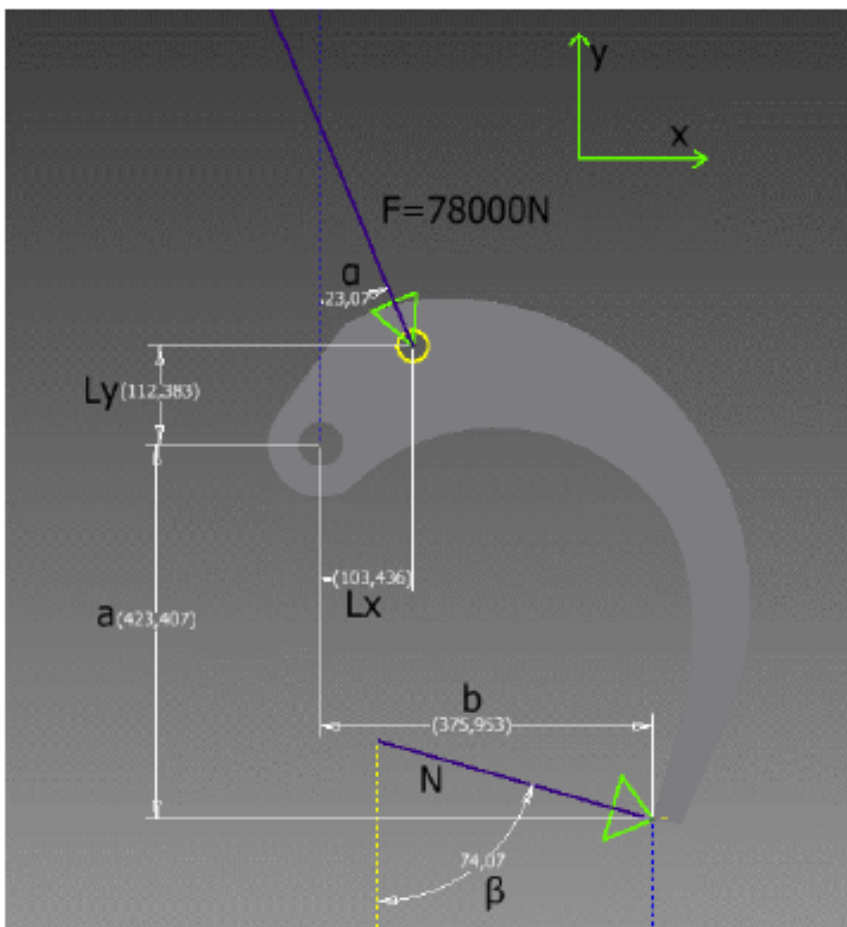 y
x
F=78000N
a
23,07
Ly(112,383)
(103,436)
Lx
a(423,407)
b
(375,953)
N
74,07
β